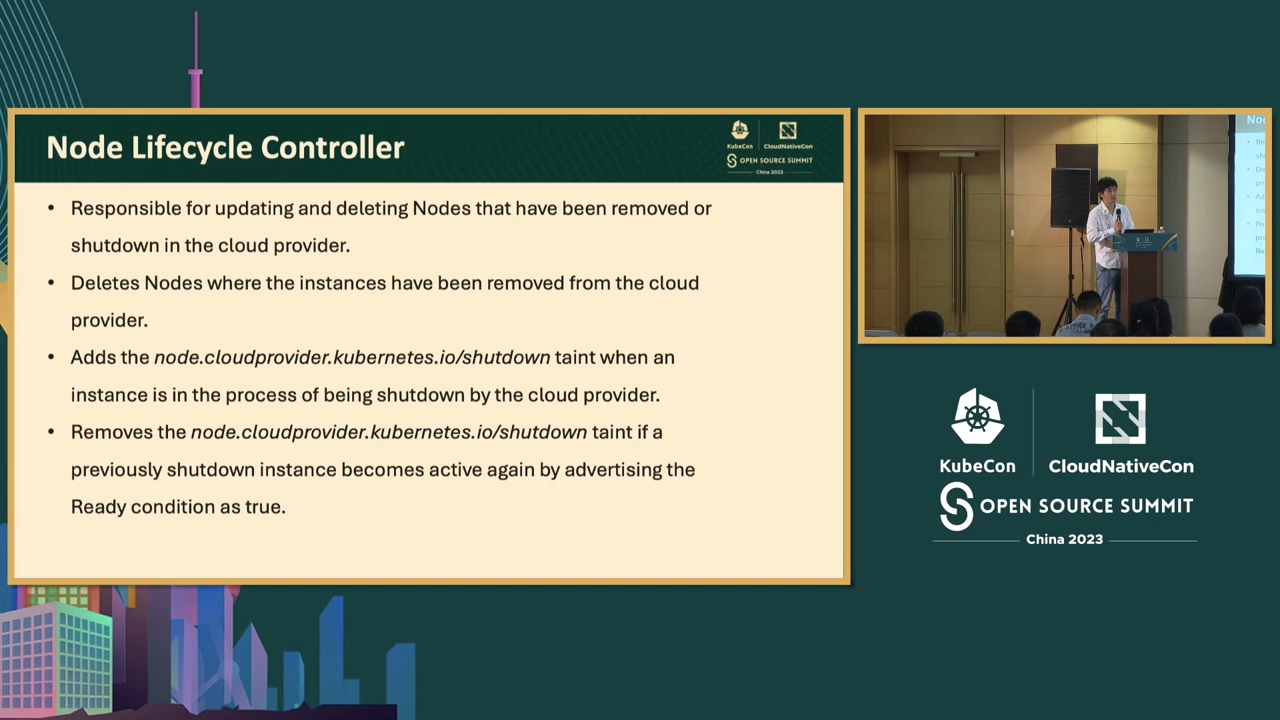 Node Lifecycle Controller
KubeCon
CloudNativeCon
OPEN SOURCE SUMMIT
China 2023
• Responsible for updating and deleting Nodes that have been removed or
shutdown in the cloud provider.
• Deletes Nodes where the instances have been removed from the cloud
provider.
• Adds the node.cloudprovider.kubernetes.io/shutdown taint when an
instance is in the process of being shutdown by the cloud provider.
• Removes the node.cloudprovider.kubernetes.io/shutdown taint if a
previously shutdown instance becomes active again by advertising the
Ready condition as true.
KubeCon
CloudNativeCon
OPEN SOURCE SUMMIT
China 2023